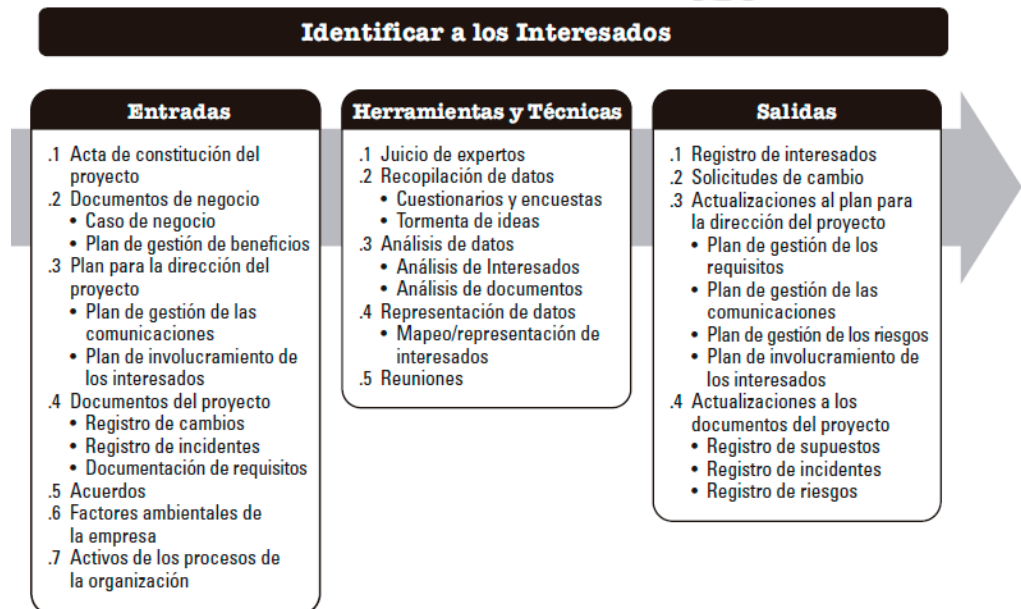 Identificar a los Interesados
Entradas
.1 Acta de constitución del
proyecto
.2 Documentos de negocio
• Caso de negocio
• Plan de gestión de beneficios
.3 Plan para la dirección del
proyecto
• Plan de gestión de las
comunicaciones
• Plan de involucramiento de
los interesados
.4 Documentos del proyecto
• Registro de cambios
• Registro de incidentes
• Documentación de requisitos
.5 Acuerdos
.6 Factores ambientales de
la empresa
.7 Activos de los procesos de
la organización
Herramientas y Técnicas
.1 Juicio de expertos
.2 Recopilación de datos
• Cuestionarios y encuestas
• Tormenta de ideas
.3 Análisis de datos
• Análisis de Interesados
• Análisis de documentos
.4 Representación de datos
• Mapeo/representación de
interesados
.5 Reuniones
Salidas
.1 Registro de interesados
.2 Solicitudes de cambio
.3 Actualizaciones al plan para
la dirección del proyecto
• Plan de gestión de los
requisitos
• Plan de gestión de las
comunicaciones
• Plan de gestión de los riesgos
• Plan de involucramiento de
los interesados
.4 Actualizaciones a los
documentos del proyecto
• Registro de supuestos
• Registro de incidentes
• Registro de riesgos